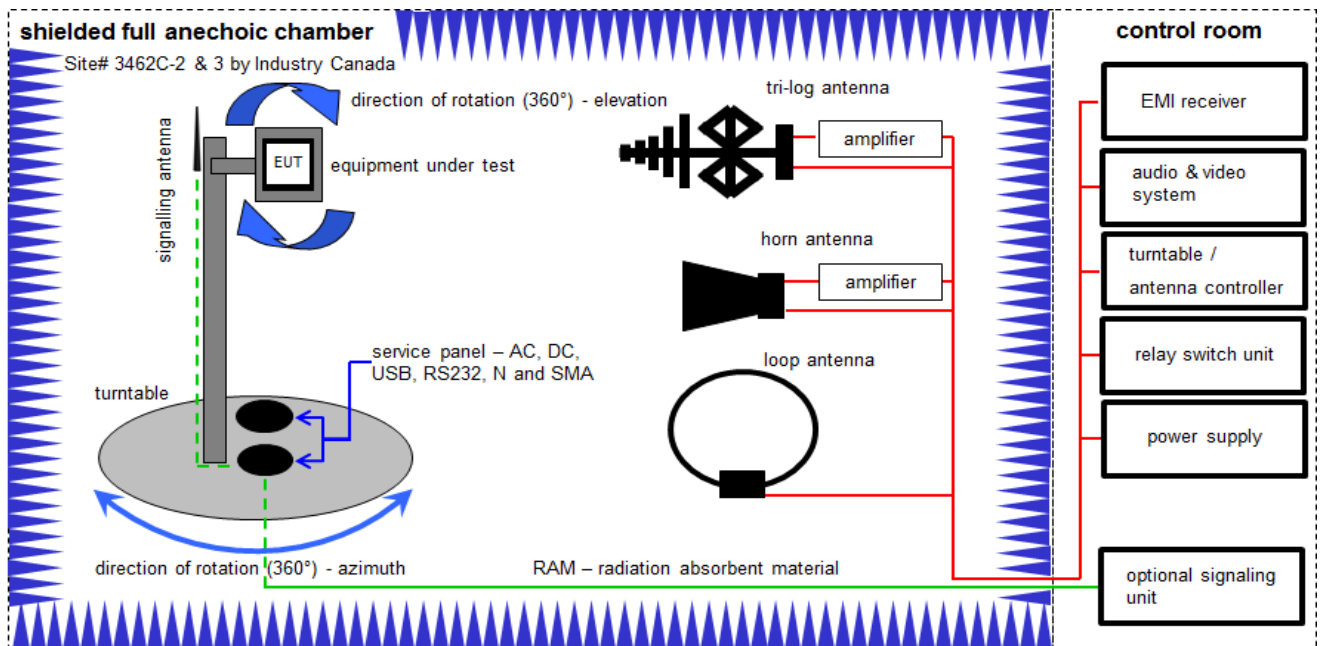 shielded full anechoic chamber
Site# 3462C-2 & 3 by Industry Canada
direction of rotation (360°) - elevation
signalling antenna
EUT
equipment under test
tri-log antenna
amplifier
horn antenna
amplifier
service panel – AC, DC,
USB, RS232, N and SMA
loop antenna
turntable
direction of rotation (360°) - azimuth
RAM – radiation absorbent material
control room
EMI receiver
audio & video
system
turntable /
antenna controller
relay switch unit
power supply
optional signaling
unit